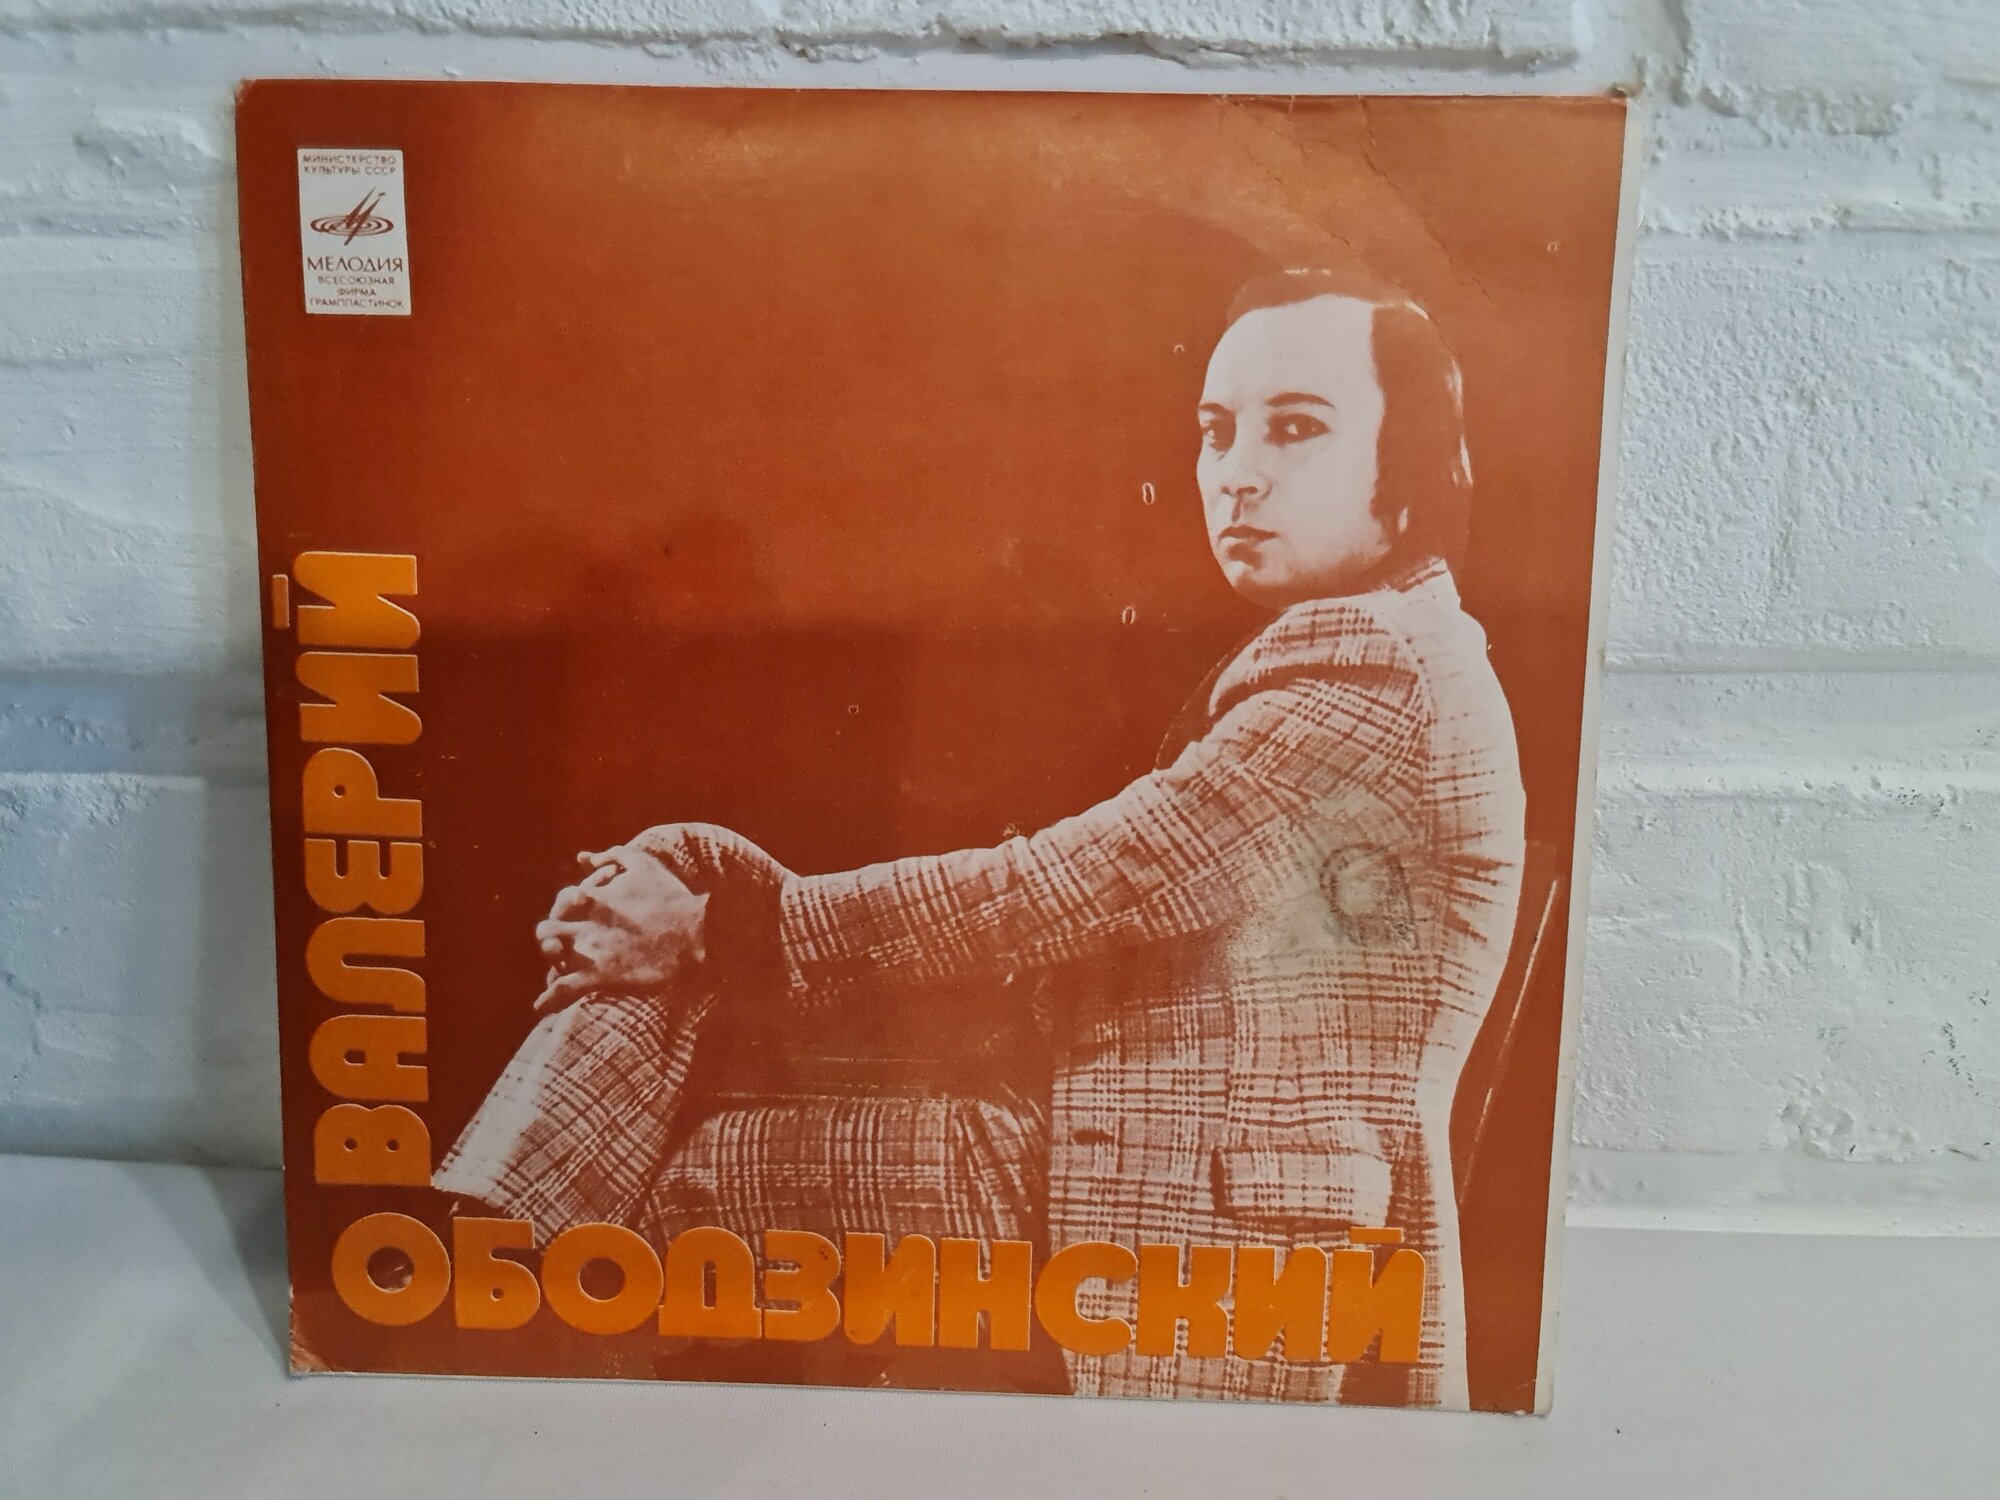 МИНИСТЕРСТВО
КУЛЬТУРЫ СССР
МЕЛОДИЯ
ВСЕСОЮЗНАЯ
ФИРМА
ГРАМПЛАСТИНОК
ВАЛЕРИЙ
ОБОДЗИНСКИЙ